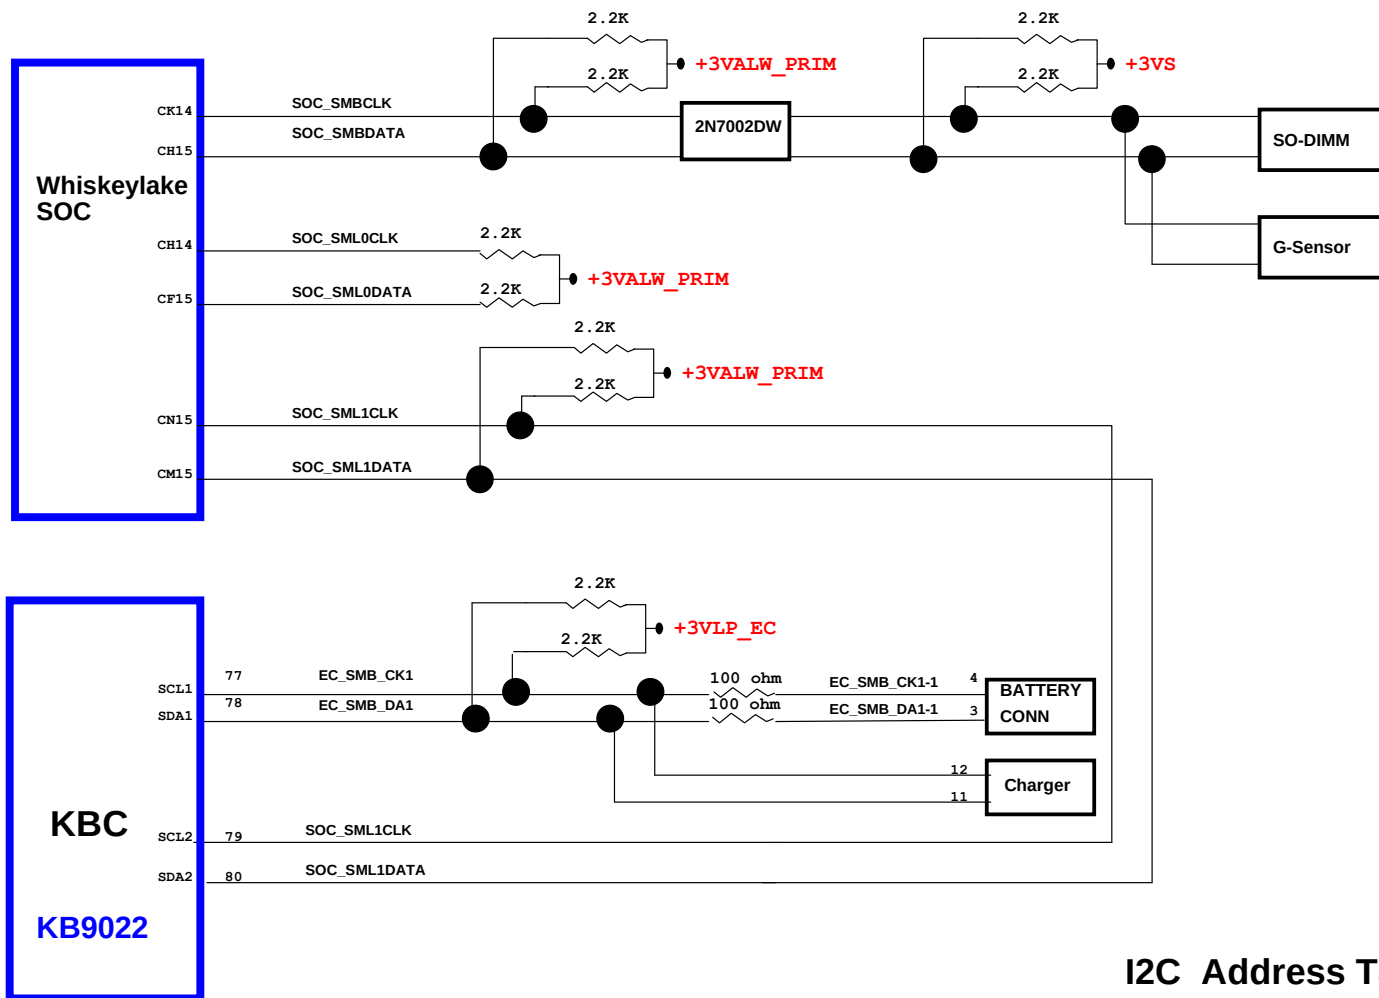 2.2K
2.2K
+3VALW_PRIM
+3VS
2.2K
2.2K
CK14
SOC_SMBCLK
2N7002DW
SOC_SMBDATA
SO-DIMM
CH15
Whiskeylake
SOC
CH14
SOC_SML0CLK
2.2K
G-Sensor
+3VALW_PRIM
CF15
SOC_SML0DATA
2.2K
2.2K
+3VALW_PRIM
2.2K
CN15
SOC_SML1CLK
CM15
SOC_SML1DATA
2.2K
+3VLP_EC
2.2K
SCL1
77
EC_SMB_CK1
100 ohm
EC_SMB_CK1-1
4
BATTERY
SDA1
78
EC_SMB_DA1
100 ohm
EC_SMB_DA1-1
3
CONN
12
Charger
11
KBC
SCL2
79
SOC_SML1CLK
SDA2
80
SOC_SML1DATA
KB9022
I2C Address